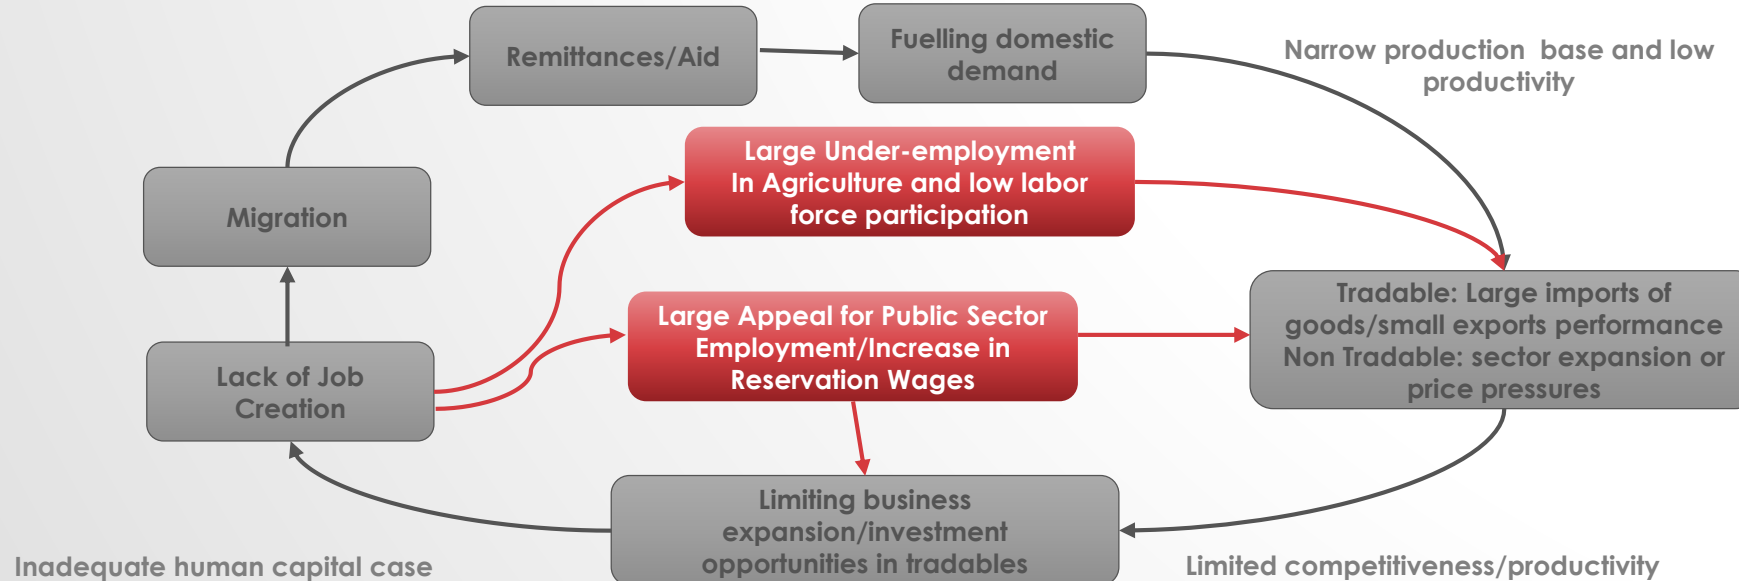 Remittances/Aid
Fuelling domestic
demand
Narrow production base and low
productivity
Large Under-employment
In Agriculture and low labor
force participation
Migration
Large Appeal for Public Sector
Employment/Increase in
Reservation Wages
Tradable: Large imports of
goods/small exports performance
Non Tradable: sector expansion or
price pressures
Lack of Job
Creation
Limiting business
expansion/investment
opportunities in tradables
Inadequate human capital case
Limited competitiveness/productivity